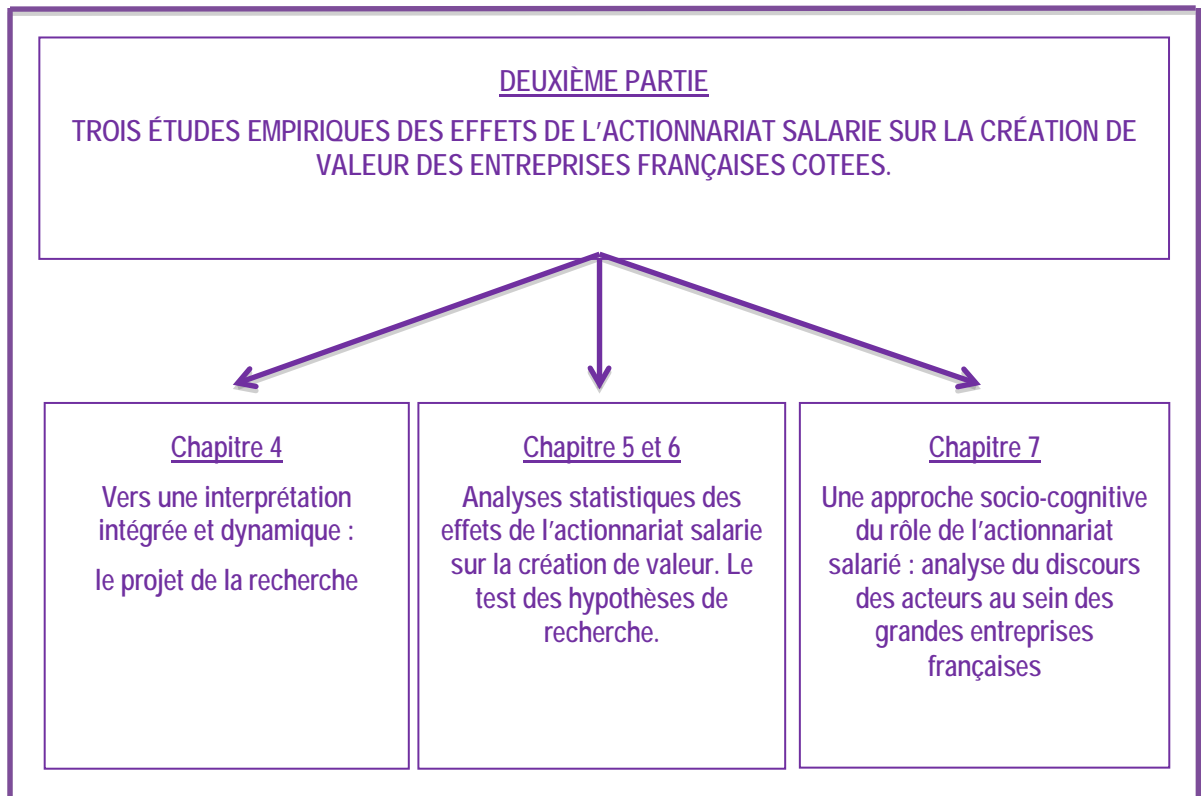 DEUXIÈME PARTIE
TROIS ÉTUDES EMPIRIQUES DES EFFETS DE L’ACTIONNARIAT SALARIE SUR LA CRÉATION DE
VALEUR DES ENTREPRISES FRANÇAISES COTEES.
Chapitre 4
Vers une interprétation
intégrée et dynamique :
le projet de la recherche
Chapitre 5 et 6
Analyses statistiques des
effets de l’actionnariat salarie
sur la création de valeur. Le
test des hypothèses de
recherche.
Chapitre 7
Une approche socio-cognitive
du rôle de l’actionnariat
salarié : analyse du discours
des acteurs au sein des
grandes entreprises
françaises